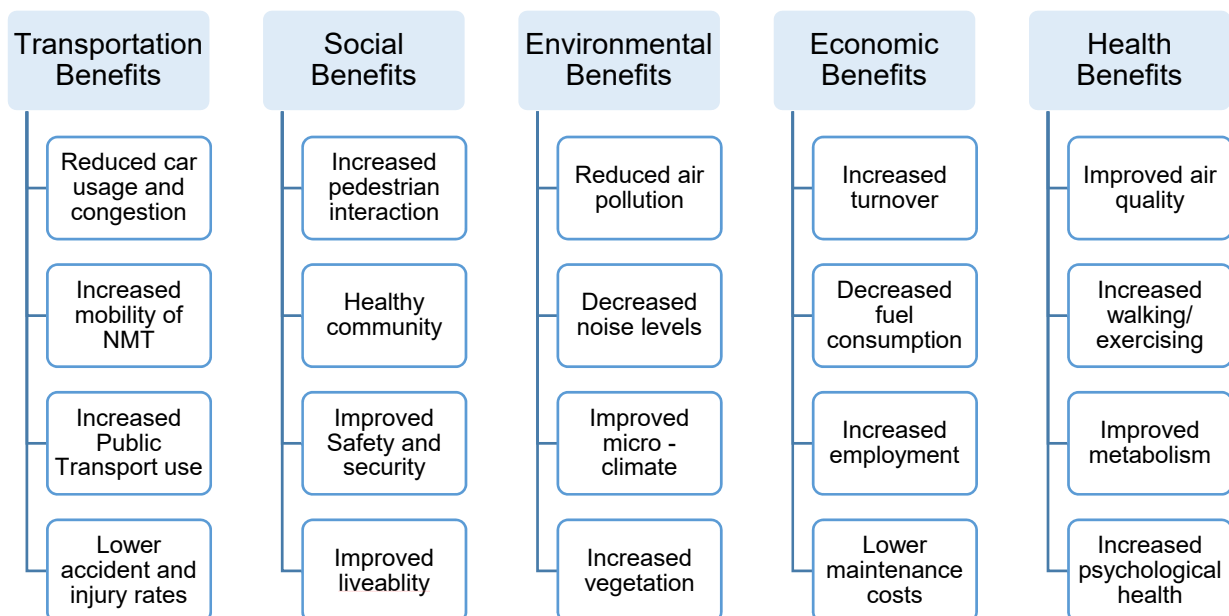 Transportation
Benefits
Reduced car
usage and
congestion
Increased
mobility of
NMT
Increased
Public
Transport use
Lower
accident and
injury rates
Social
Benefits
Increased
pedestrian
interaction
Healthy
community
Improved
Safety and
security
Improved
liveablity
Environmental
Benefits
Reduced air
pollution
Decreased
noise levels
Improved
micro -
climate
Increased
vegetation
Economic
Benefits
Increased
turnover
Decreased
fuel
consumption
Increased
employment
Lower
maintenance
costs
Health
Benefits
Improved air
quality
Increased
walking/
exercising
Improved
metabolism
Increased
psychological
health